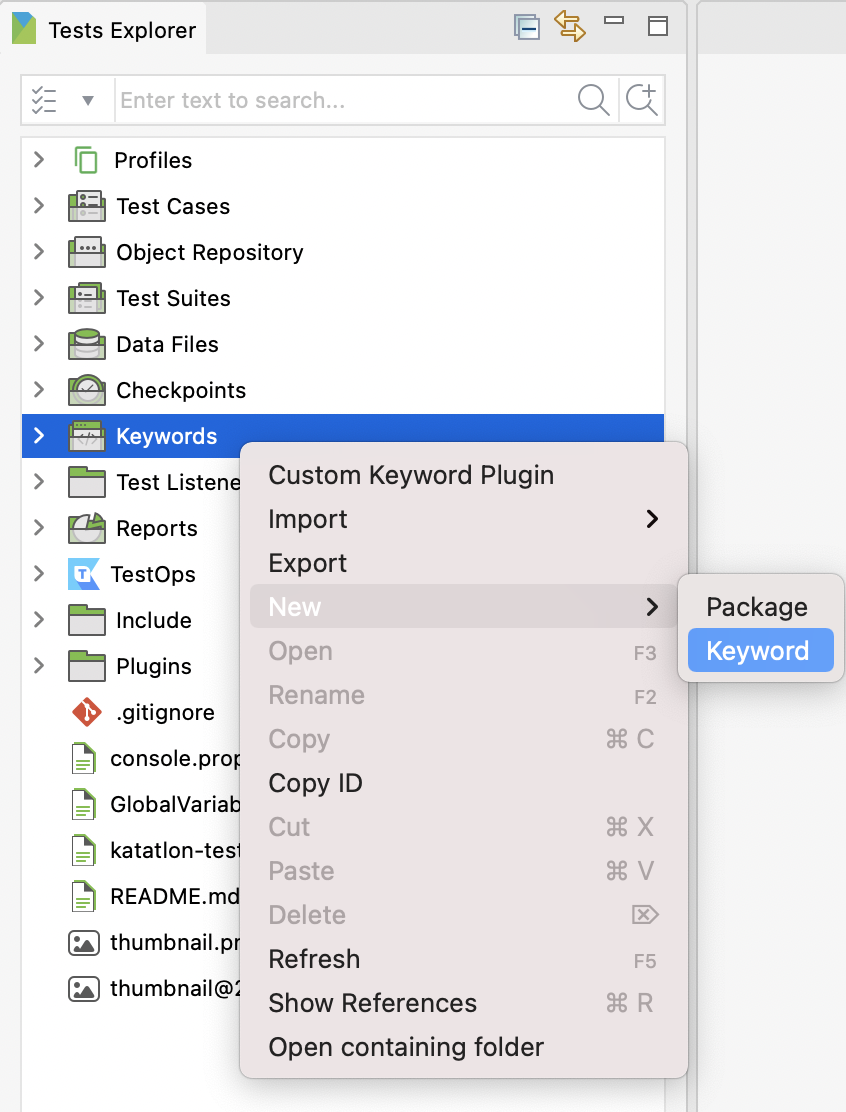 Tests Explorer
Enter text to search...
Profiles
Test Cases
Object Repository
Test Suites
Data Files
Checkpoints
Keywords
Test Listene
Reports
TestOps
Include
Plugins
.gitignore
console.prop
GlobalVariab
katatlon-test
README.md
thumbnail.pr
thumbnail@2
Custom Keyword Plugin
Import
Export
New
Open F3
Rename F2
Copy ⌘ C
Copy ID
Cut ⌘ X
Paste ⌘ V
Delete ⌦
Refresh F5
Show References ⌘ R
Open containing folder
Package
Keyword